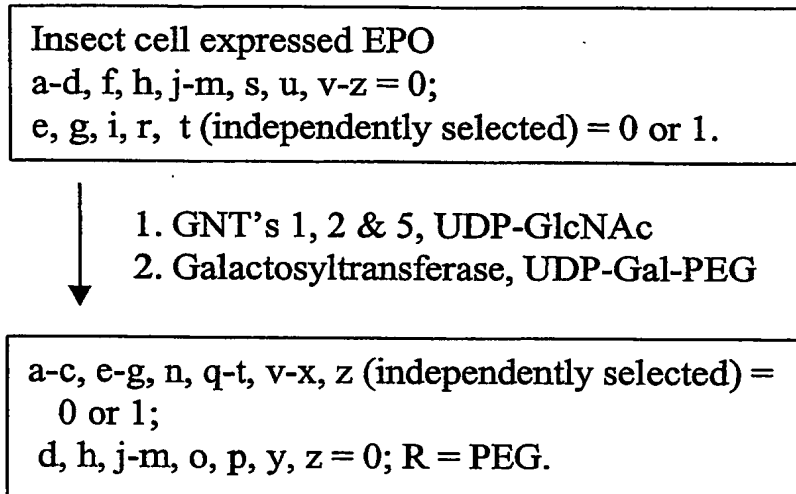 Insect cell expressed EPO
a-d, f, h, j-m, s, u, v-z = 0;
e, g, i, r, t (independently selected) = 0 or 1.
1. GNT's 1, 2 & 5, UDP-GlcNAc
2. Galactosyltransferase, UDP-Gal-PEG
a-c, e-g, n, q-t, v-x, z (independently selected) =
0 or 1;
d, h, j-m, o, p, y, z = 0; R = PEG.